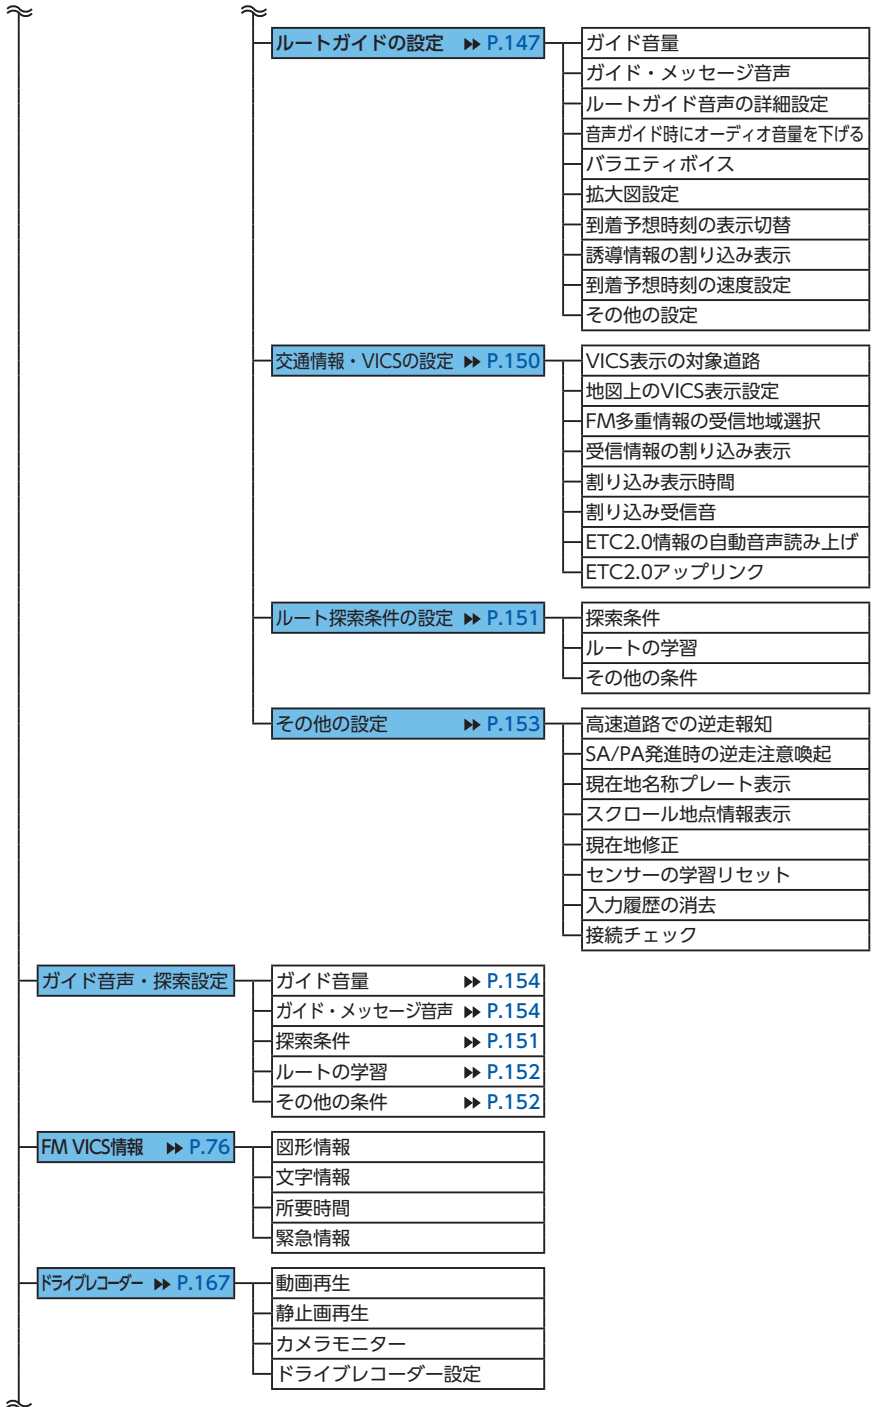 ルートガイドの設定 P.147
ガイド音量
ガイド・メッセージ音声
ルートガイド音声の詳細設定
音声ガイド時にオーディオ音量を下げる
バラエティボイス
拡大図設定
到着予想時刻の表示切替
誘導情報の割り込み表示
到着予想時刻の速度設定
その他の設定
交通情報・VICSの設定 P.150
VICS表示の対象道路
地図上のVICS表示設定
FM多重情報の受信地域選択
受信情報の割り込み表示
割り込み表示時間
割り込み受信音
ETC2.0情報の自動音声読み上げ
ETC2.0アップリンク
ルート探索条件の設定 P.151
探索条件
ルートの学習
その他の条件
その他の設定 P.153
高速道路での逆走報知
SA/PA発進時の逆走注意喚起
現在地名称プレート表示
スクロール地点情報表示
現在地修正
センサーの学習リセット
入力履歴の消去
接続チェック
ガイド音声・探索設定
ガイド音量 P.154
ガイド・メッセージ音声 P.154
探索条件 P.151
ルートの学習 P.152
その他の条件 P.152
FM VICS情報 P.76
図形情報
文字情報
所要時間
緊急情報
ドライブレコーダー P.167
動画再生
静止画再生
カメラモニター
ドライブレコーダー設定